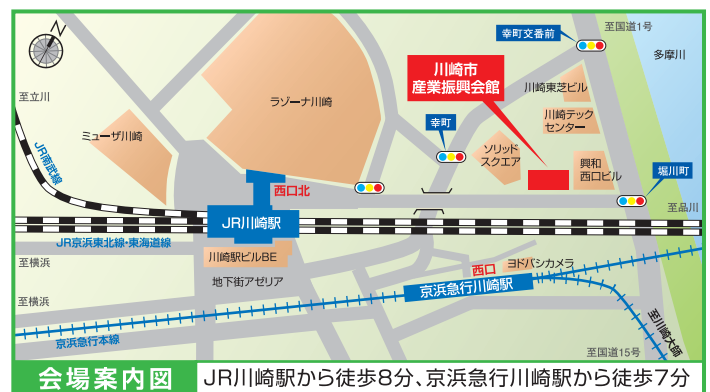 至国道1号
幸町交番前
多摩川
川崎市
産業振興会館
川崎東芝ビル
至立川
ラゾーナ川崎
川崎テック
センター
ミューザ川崎
幸町
ソリッド
スクエア
興和
西口ビル
堀川町
JR南武線
西口北
至品川
JR川崎駅
JR京浜東北線・東海道線
至横浜
川崎駅ビルBE
西口
ヨドバシカメラ
地下街アゼリア
京浜急行川崎駅
至横浜
京浜急行本線
至川崎大師
至国道15号
会場案内図
JR川崎駅から徒歩8分、京浜急行川崎駅から徒歩7分